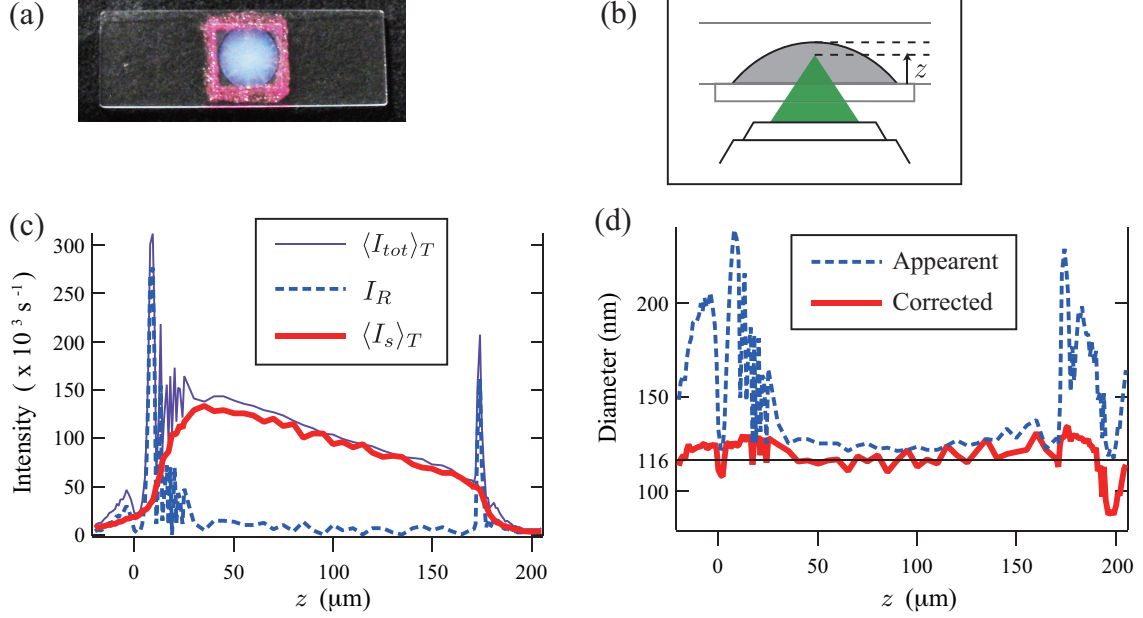 (a)
(b)
z
(c)
Intensity ( x 10³ s⁻¹)
300
250
200
150
100
50
0
⟨I_tot⟩_T
I_R
⟨I_s⟩_T
0 50 100 150 200
z (μm)
(d)
Diameter (nm)
200
150
116
100
Appearent
Corrected
0 50 100 150 200
z (μm)